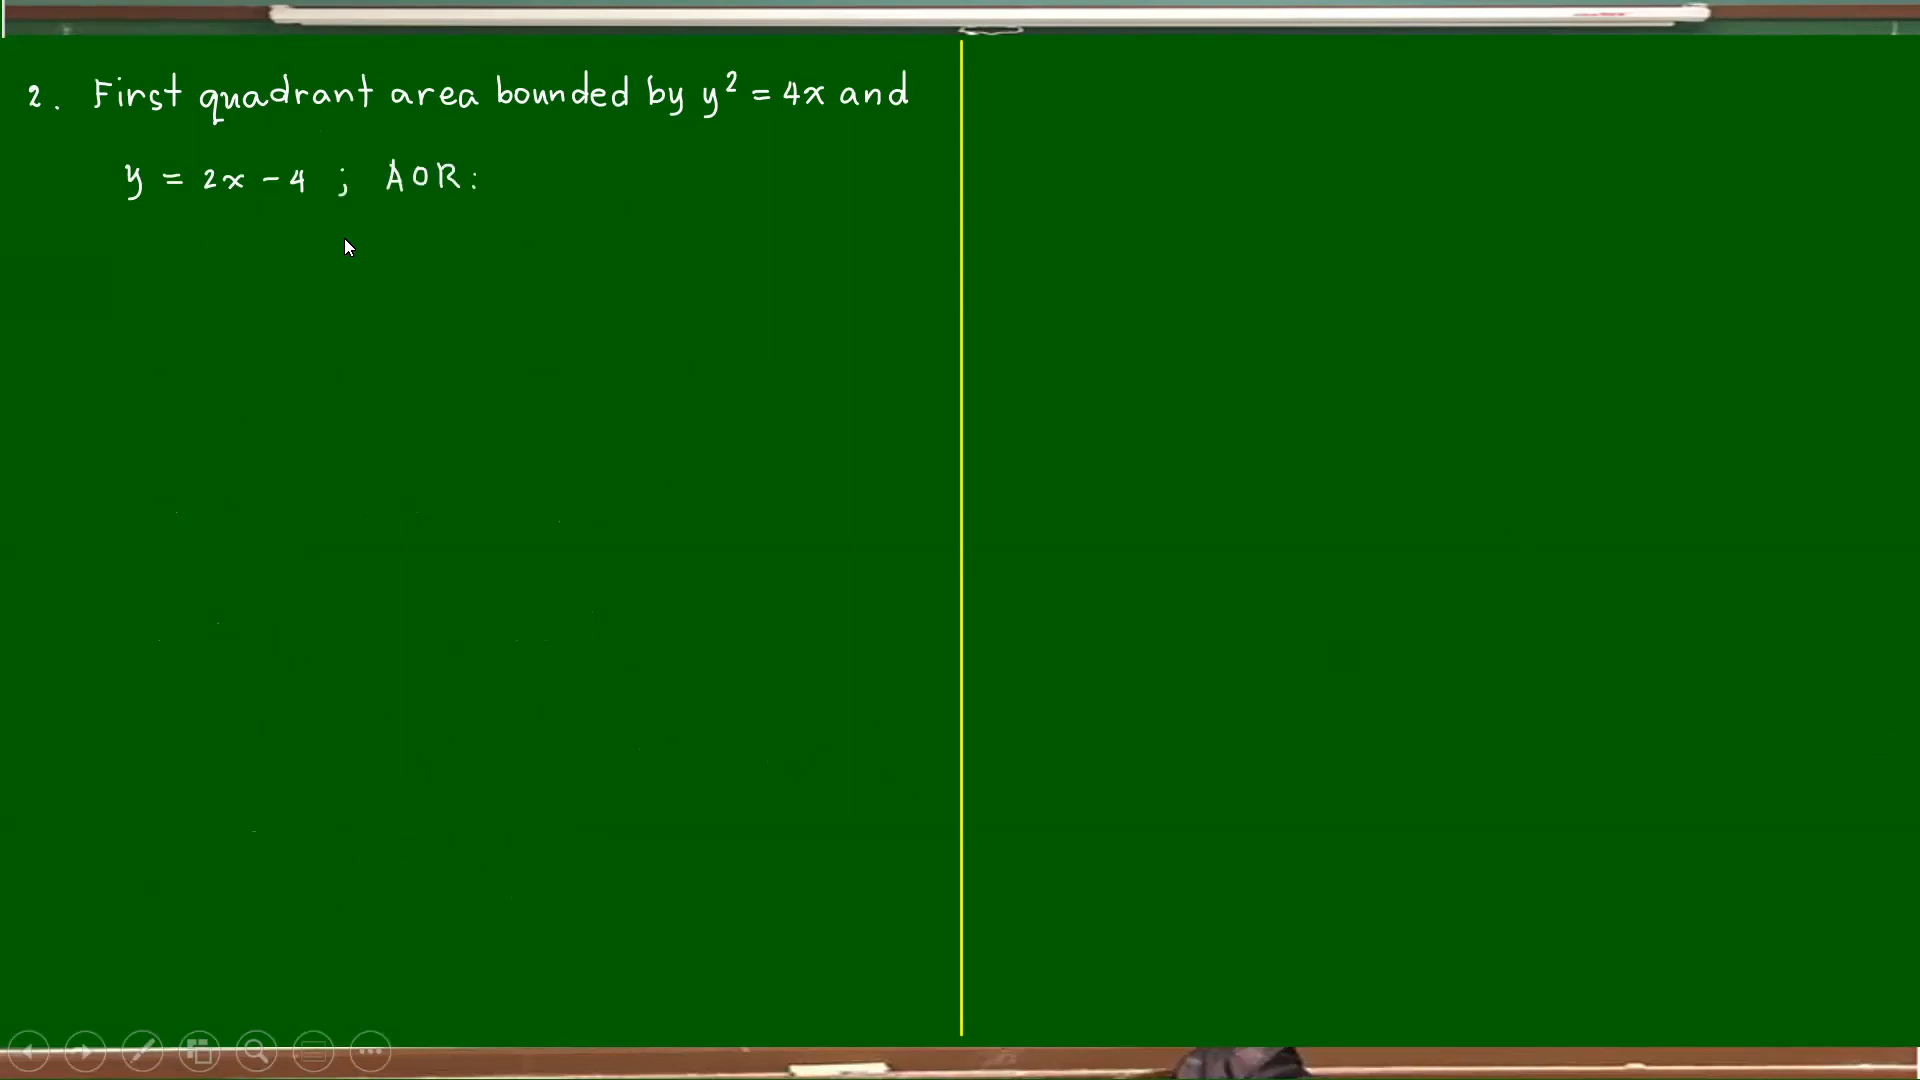 2. First quadrant area bounded by y² = 4x and
y = 2x - 4 ; AOR: